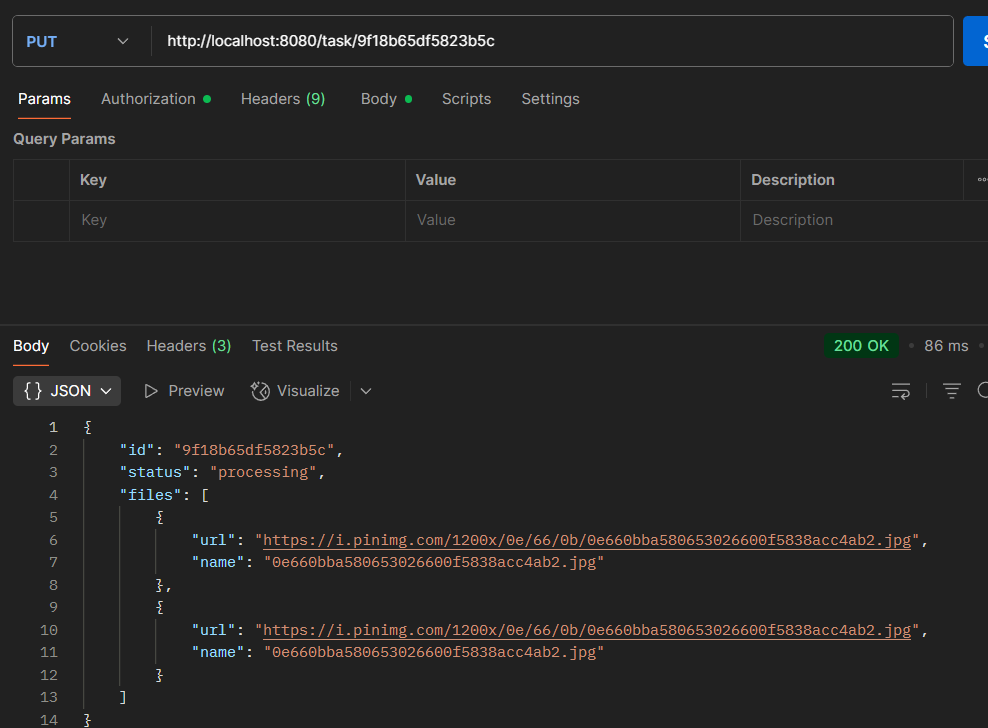 PUT http://localhost:8080/task/9f18b65df5823b5c
Params Authorization Headers (9) Body Scripts Settings
Query Params
Key Value Description
Key Value Description
Body Cookies Headers (3) Test Results 200 OK • 86 ms •
{} JSON Preview Visualize
1 {
2 "id": "9f18b65df5823b5c",
3 "status": "processing",
4 "files": [
5 {
6 "url": "https://i.pinimg.com/1200x/0e/66/0b/0e660bba580653026600f5838acc4ab2.jpg",
7 "name": "0e660bba580653026600f5838acc4ab2.jpg"
8 },
9 {
10 "url": "https://i.pinimg.com/1200x/0e/66/0b/0e660bba580653026600f5838acc4ab2.jpg",
11 "name": "0e660bba580653026600f5838acc4ab2.jpg"
12 }
13 ]
14 }